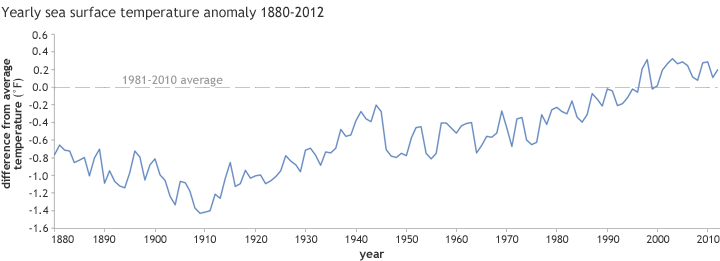 Yearly sea surface temperature anomaly 1880-2012
difference from average
temperature (°F)
0.6
0.4
0.2
0.0
-0.2
-0.4
-0.6
-0.8
-1.0
-1.2
-1.4
-1.6
1981-2010 average
1880 1890 1900 1910 1920 1930 1940 1950 1960 1970 1980 1990 2000 2010
year